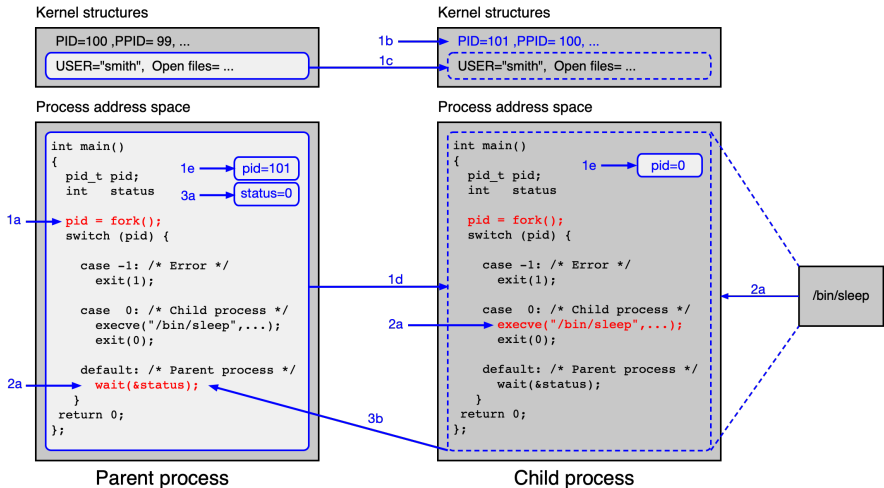 Kernel structures
PID=100 ,PPID= 99, ...
USER="smith",  Open files= ...
Process address space
int main()
{
  pid_t pid;
  int   status
1e
pid=101
3a
status=0
1a
  pid = fork();
  switch (pid) {
    case -1: /* Error */
      exit(1);
    case  0: /* Child process */
      execve("/bin/sleep",...);
      exit(0);
    default: /* Parent process */
2a
      wait(&status);
   }
 return 0;
};
Parent process
1b
1c
1d
2a
3b
Kernel structures
PID=101 ,PPID= 100, ...
USER="smith",  Open files= ...
Process address space
int main()
{
  pid_t pid;
  int   status
1e
pid=0
  pid = fork();
  switch (pid) {
    case -1: /* Error */
      exit(1);
    case  0: /* Child process */
      execve("/bin/sleep",...);
      exit(0);
    default: /* Parent process */
      wait(&status);
   }
 return 0;
};
Child process
2a
/bin/sleep